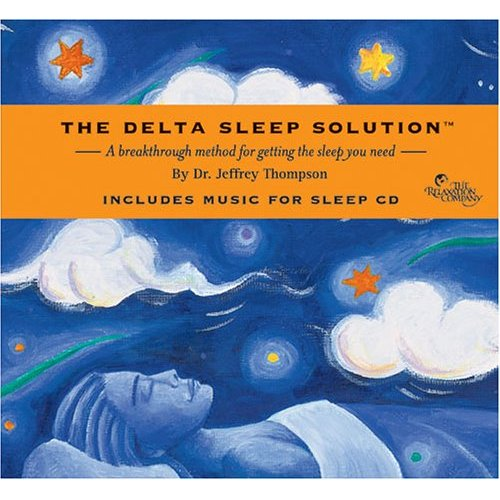 THE DELTA SLEEP SOLUTION™
A breakthrough method for getting the sleep you need
By Dr. Jeffrey Thompson
INCLUDES MUSIC FOR SLEEP CD
THE
RELAXATION
COMPANY